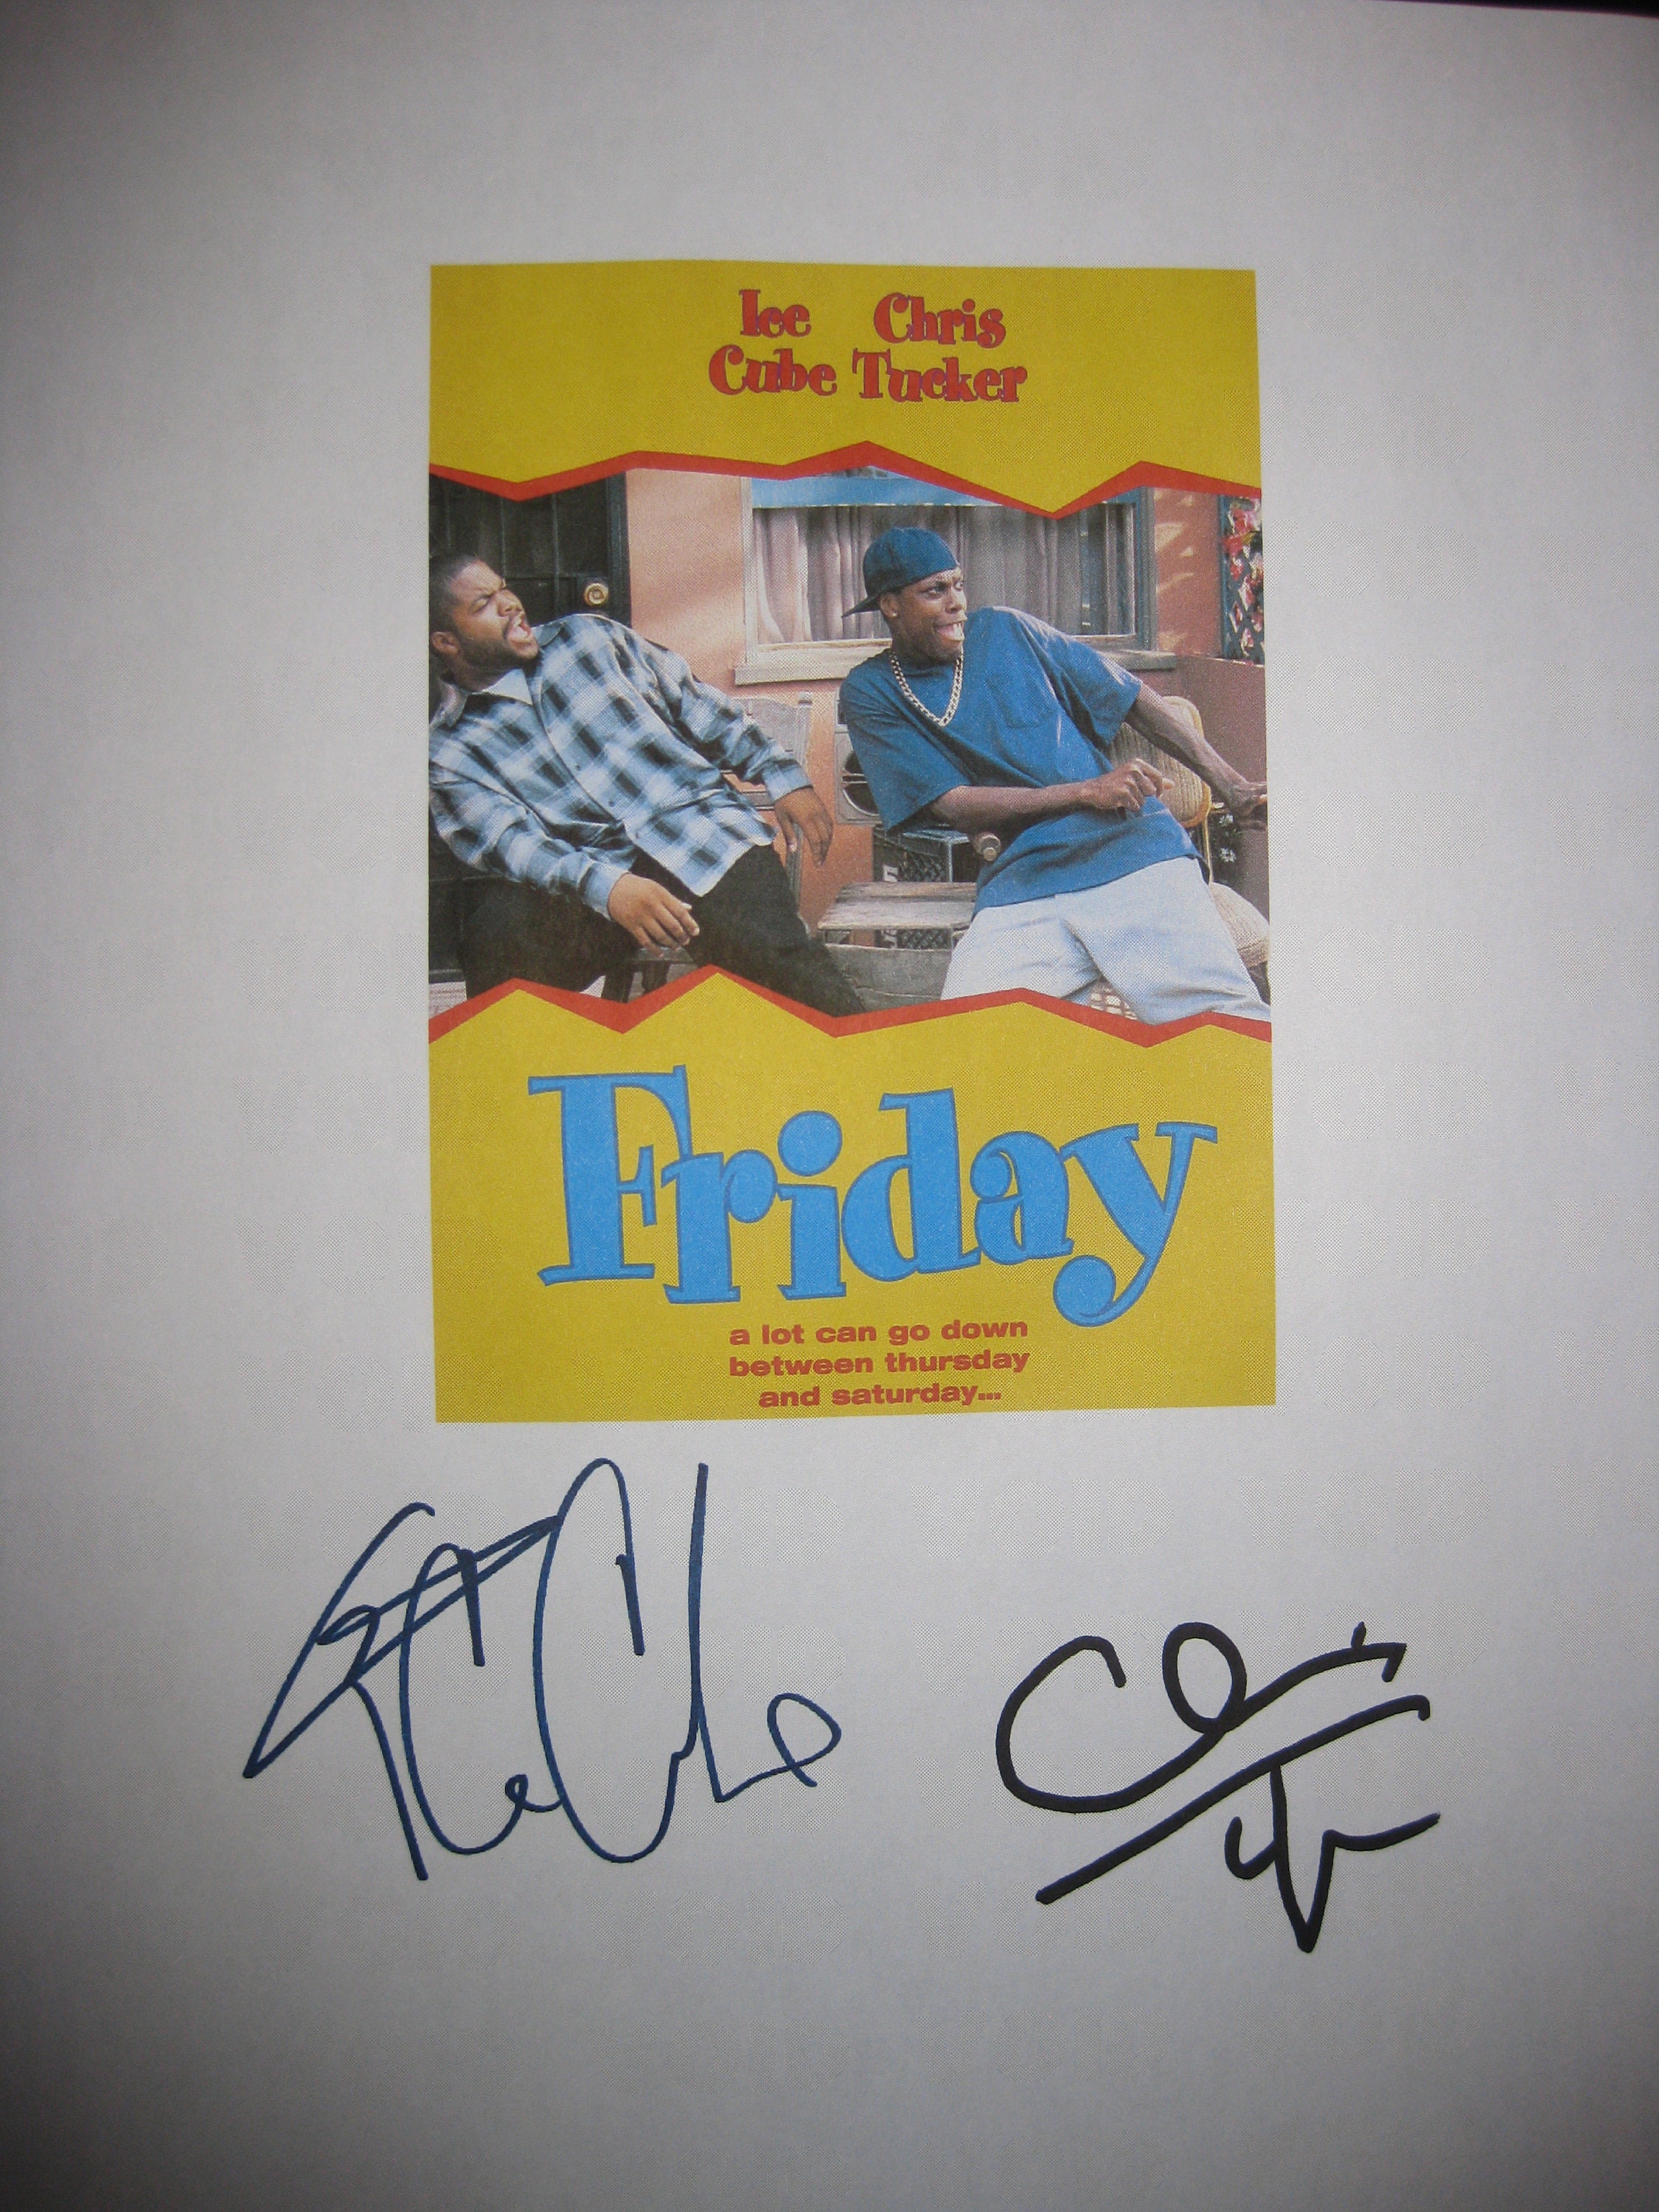 Ice Chris
Cube Tucker
Friday
a lot can go down
between thursday
and saturday...